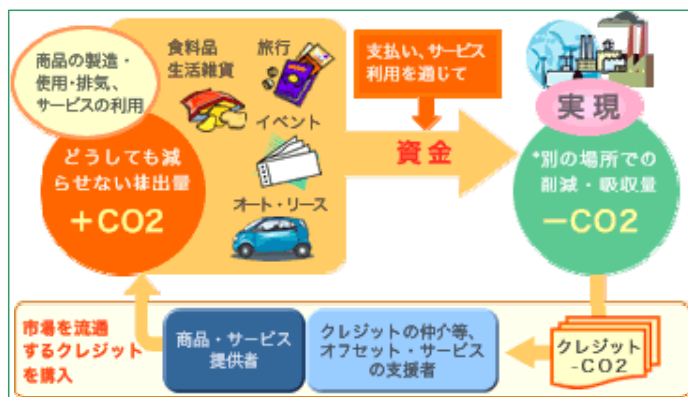 商品の製造・
使用・排気、
サービスの利用
食料品
生活雑貨
旅行
イベント
オート・リース
どうしても減
らせない排出量
+CO2
支払い、サービス
利用を通じて
資金
実現
*別の場所での
削減・吸収量
-CO2
市場を流通
するクレジット
を購入
商品・サービス
提供者
クレジットの仲介等、
オフセット・サービス
の支援者
クレジット
-CO2